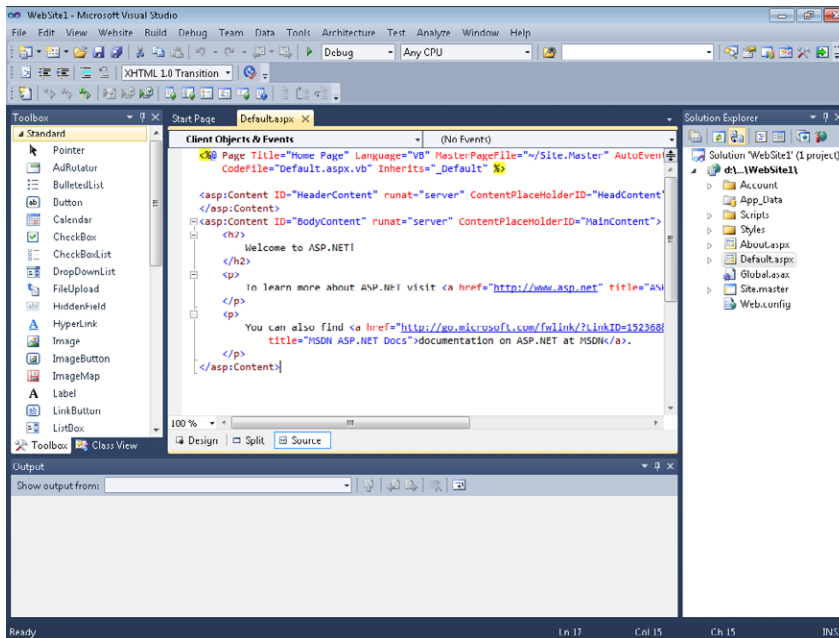 WebSite1 - Microsoft Visual Studio
File Edit View Website Build Debug Team Data Tools Architecture Test Analyze Window Help
Debug Any CPU
XHTML 1.0 Transition
Toolbox
Standard
Pointer
AdRotator
BulletedList
Button
Calendar
CheckBox
CheckBoxList
DropDownList
FileUpload
HiddenField
HyperLink
Image
ImageButton
ImageMap
Label
LinkButton
ListBox
Toolbox Class View
Start Page Default.aspx
Client Objects & Events (No Events)
<%@ Page Title="Home Page" Language="VB" MasterPageFile="~/Site.Master" AutoEven
CodeFile="Default.aspx.vb" Inherits="_Default" %>
<asp:Content ID="HeaderContent" runat="server" ContentPlaceHolderID="HeadContent"
</asp:Content>
<asp:Content ID="BodyContent" runat="server" ContentPlaceHolderID="MainContent">
<h2>
Welcome to ASP.NET!
</h2>
<p>
To learn more about ASP.NET visit <a href="http://www.asp.net" title="AS
</p>
<p>
You can also find <a href="http://go.microsoft.com/fwlink/?LinkID=152368
title="MSDN ASP.NET Docs">documentation on ASP.NET at MSDN</a>.
</p>
</asp:Content>
100 %
Design Split Source
Solution Explorer
Solution 'WebSite1' (1 project)
d:\...\WebSite1\
Account
App_Data
Scripts
Styles
About.aspx
Default.aspx
Global.asax
Site.master
Web.config
Output
Show output from:
Ready Ln 17 Col 15 Ch 15 INS